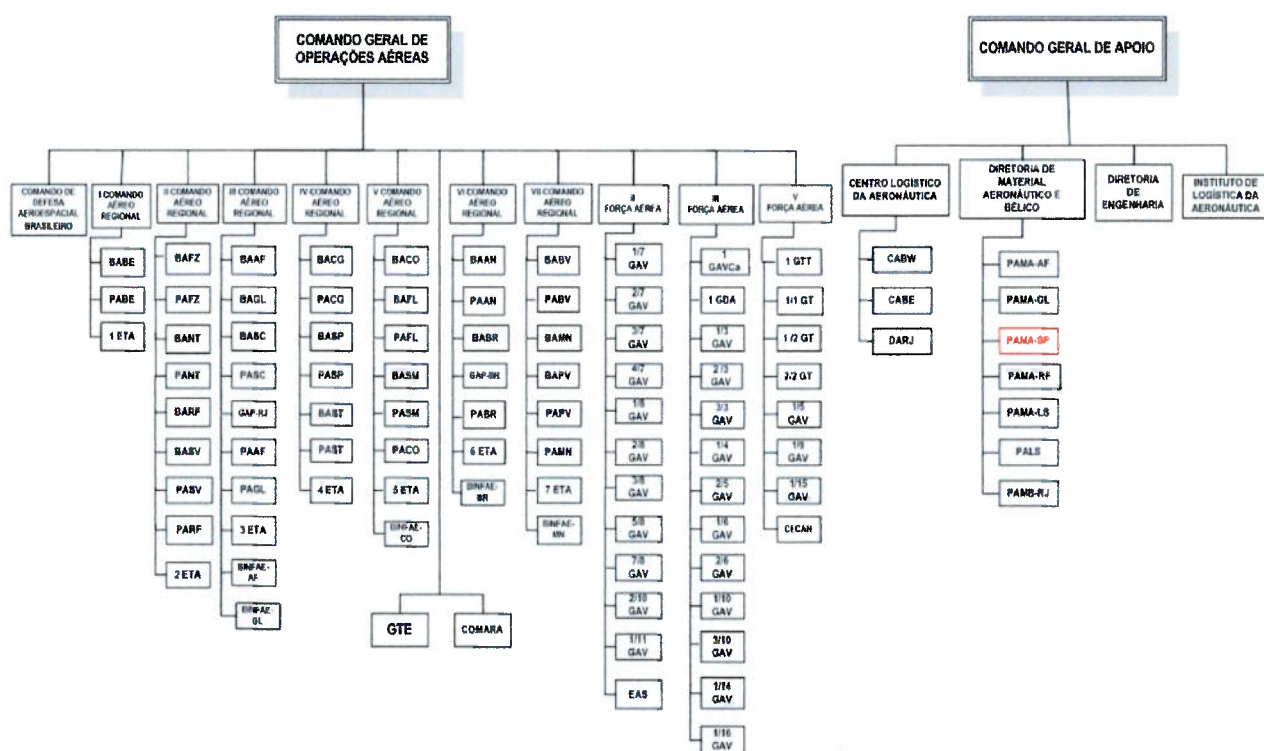 COMANDO GERAL DE
OPERAÇÕES AÉREAS
COMANDO GERAL DE APOIO
COMANDO DE
DEFESA
AEROESPACIAL
BRASILEIRO
I COMANDO
AÉREO
REGIONAL
II COMANDO
AÉREO
REGIONAL
III COMANDO
AÉREO
REGIONAL
IV COMANDO
AÉREO
REGIONAL
V COMANDO
AÉREO
REGIONAL
VI COMANDO
AÉREO
REGIONAL
VII COMANDO
AÉREO
REGIONAL
II
FORÇA AÉREA
III
FORÇA AÉREA
V
FORÇA AÉREA
CENTRO LOGÍSTICO
DA AERONÁUTICA
DIRETORIA DE
MATERIAL
AERONÁUTICO E
BÉLICO
DIRETORIA
DE
ENGENHARIA
INSTITUTO DE
LOGÍSTICA DA
AERONÁUTICA
BABE
PABE
1 ETA
BAFZ
PAFZ
BANT
PANT
BARF
BASV
PASV
PARF
2 ETA
BAAF
BAGL
BASC
PASC
GAP-RJ
PAAF
PAGL
3 ETA
BINFAE-
AF
BINFAE-
GL
BACG
PACG
BASP
PASP
BAST
PAST
4 ETA
BACO
BAFL
PAFL
BASM
PASM
PACO
5 ETA
BINFAE-
CO
GTE
COMARA
BAAN
PAAN
BABR
GAP-BR
PABR
6 ETA
BINFAE-
BR
BABV
PABV
BAMN
BAPV
PAPV
PAMN
7 ETA
BINFAE-
MN
1/7
GAV
2/7
GAV
3/7
GAV
4/7
GAV
1/8
GAV
2/8
GAV
3/8
GAV
5/8
GAV
7/8
GAV
2/10
GAV
1/11
GAV
EAS
1
GAVCa
1 GDA
1/3
GAV
2/3
GAV
3/3
GAV
1/4
GAV
2/5
GAV
1/6
GAV
2/6
GAV
1/10
GAV
3/10
GAV
1/14
GAV
1/16
GAV
1 GTT
1/1 GT
1/2 GT
2/2 GT
1/5
GAV
1/9
GAV
1/15
GAV
CECAN
CABW
CABE
DARJ
PAMA-AF
PAMA-GL
PAMA-SP
PAMA-RF
PAMA-LS
PALS
PAMB-RJ